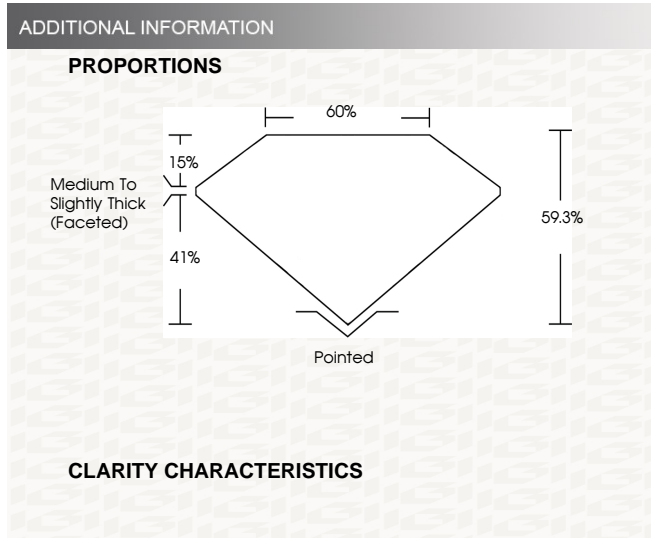 ADDITIONAL INFORMATION
PROPORTIONS
60%
15%
Medium To
Slightly Thick
(Faceted)
59.3%
41%
Pointed
CLARITY CHARACTERISTICS